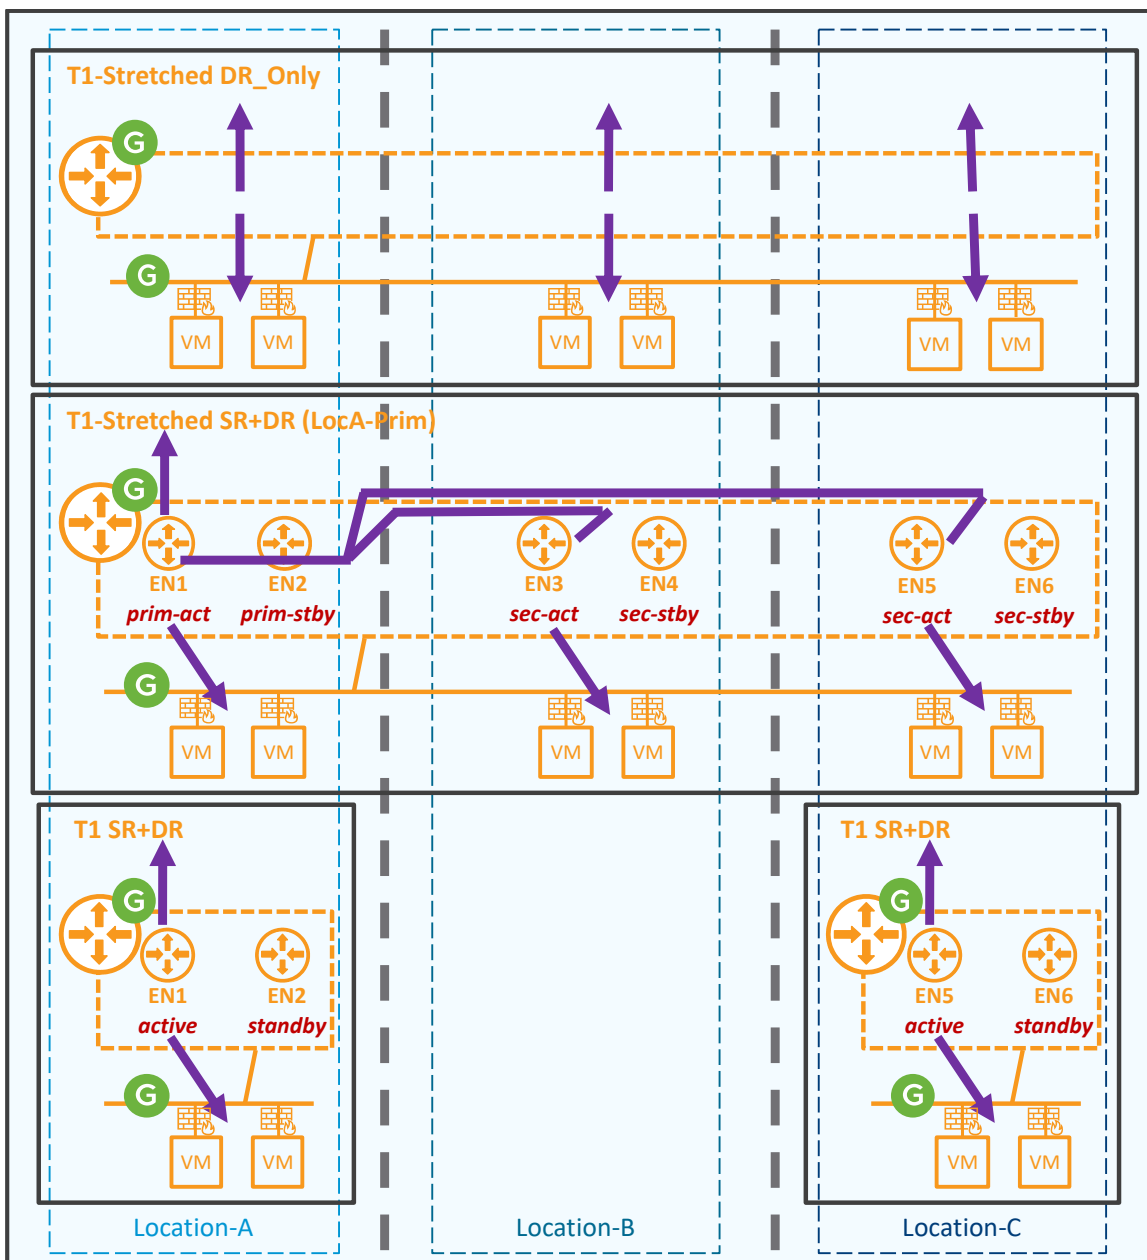 T1-Stretched DR_Only
G
G
VM VM VM VM VM VM
T1-Stretched SR+DR (LocA-Prim)
G
EN1 EN2 EN3 EN4 EN5 EN6
prim-act prim-stby sec-act sec-stby sec-act sec-stby
G
VM VM VM VM VM VM
T1 SR+DR T1 SR+DR
G G
EN1 EN2 EN5 EN6
active standby active standby
G G
VM VM VM VM
Location-A Location-B Location-C